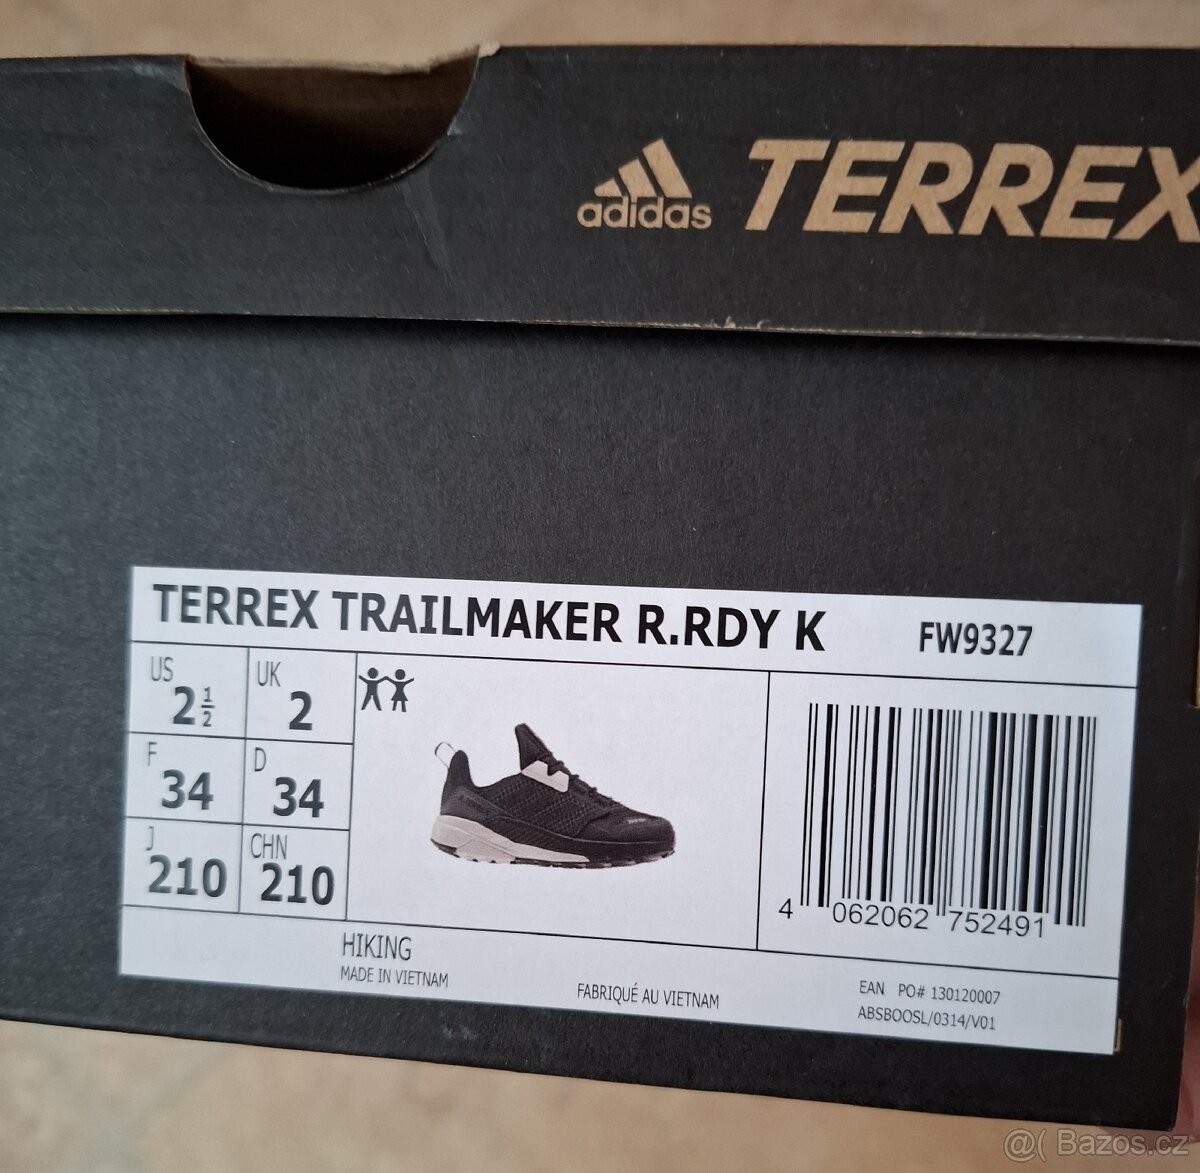 adidas TERREX
TERREX TRAILMAKER R.RDY K FW9327
US 2 1/2 UK 2
F 34 D 34
J 210 CHN 210
4 062062 752491
HIKING
MADE IN VIETNAM
FABRIQUÉ AU VIETNAM
EAN PO# 130120007
ABSBOOSL/0314/V01
@( Bazos.cz